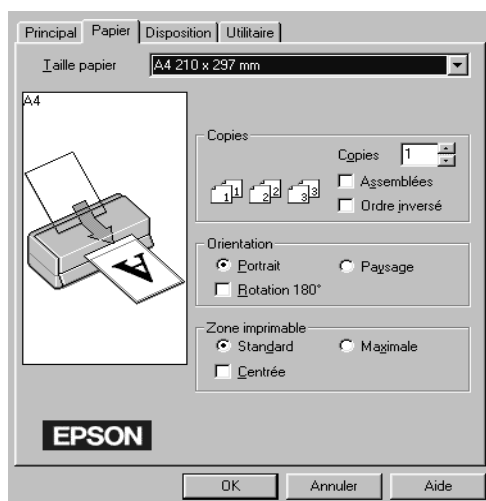 Principal Papier Disposition Utilitaire
Taille papier A4 210 x 297 mm
A4
A
Copies
Copies 1
1 1 2 2 3 3
Assemblées
Ordre inversé
Orientation
Portrait Paysage
Rotation 180°
Zone imprimable
Standard Maximale
Centrée
EPSON
OK Annuler Aide